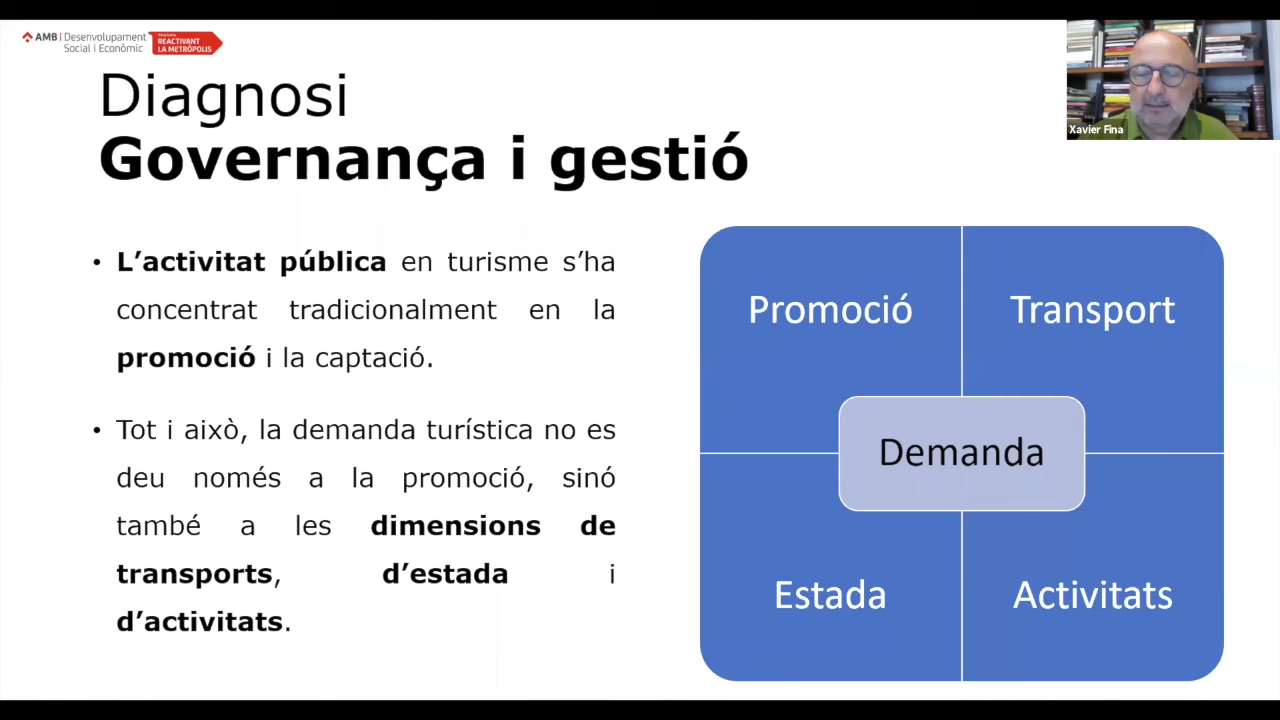 AMB | Desenvolupament
Social i Econòmic
REACTIVANT
LA METRÒPOLIS
Xavier Fina
Diagnosi
Governança i gestió
• L’activitat pública en turisme s’ha
concentrat tradicionalment en la
promoció i la captació.
• Tot i això, la demanda turística no es
deu només a la promoció, sinó
també a les dimensions de
transports, d’estada i
d’activitats.
Promoció
Transport
Demanda
Estada
Activitats